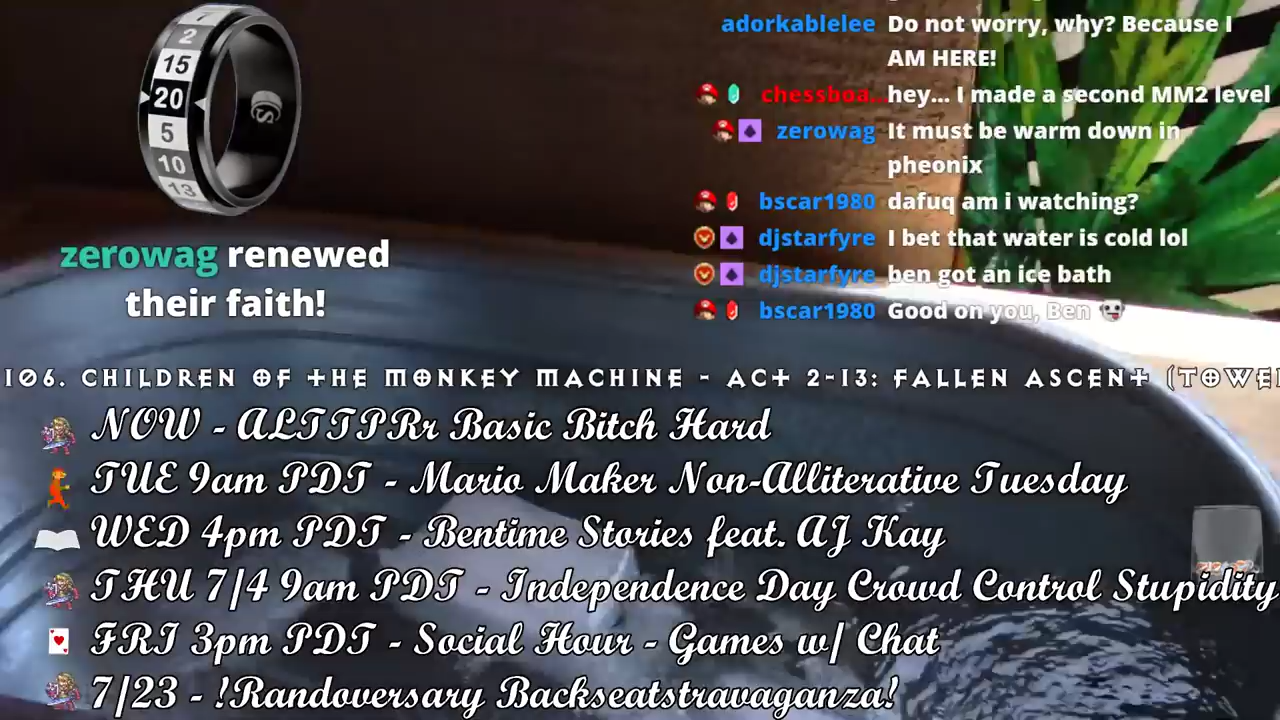 7
2
15
20
5
10
13
zerowag renewed
their faith!
adorkablelee Do not worry, why? Because I
AM HERE!
chessboa... hey... I made a second MM2 level
zerowag It must be warm down in
pheonix
bscar1980 dafuq am i watching?
djstarfyre I bet that water is cold lol
djstarfyre ben got an ice bath
bscar1980 Good on you, Ben
106. CHILDREN OF THE MONKEY MACHINE - ACT 2-13: FALLEN ASCENT (TOWE
NOW - ALTTPRr Basic Bitch Hard
TUE 9am PDT - Mario Maker Non-Alliterative Tuesday
WED 4pm PDT - Bentime Stories feat. AJ Kay
THU 7/4 9am PDT - Independence Day Crowd Control Stupidity
FRI 3pm PDT - Social Hour - Games w/ Chat
7/23 - !Randoversary Backseatstravaganza!